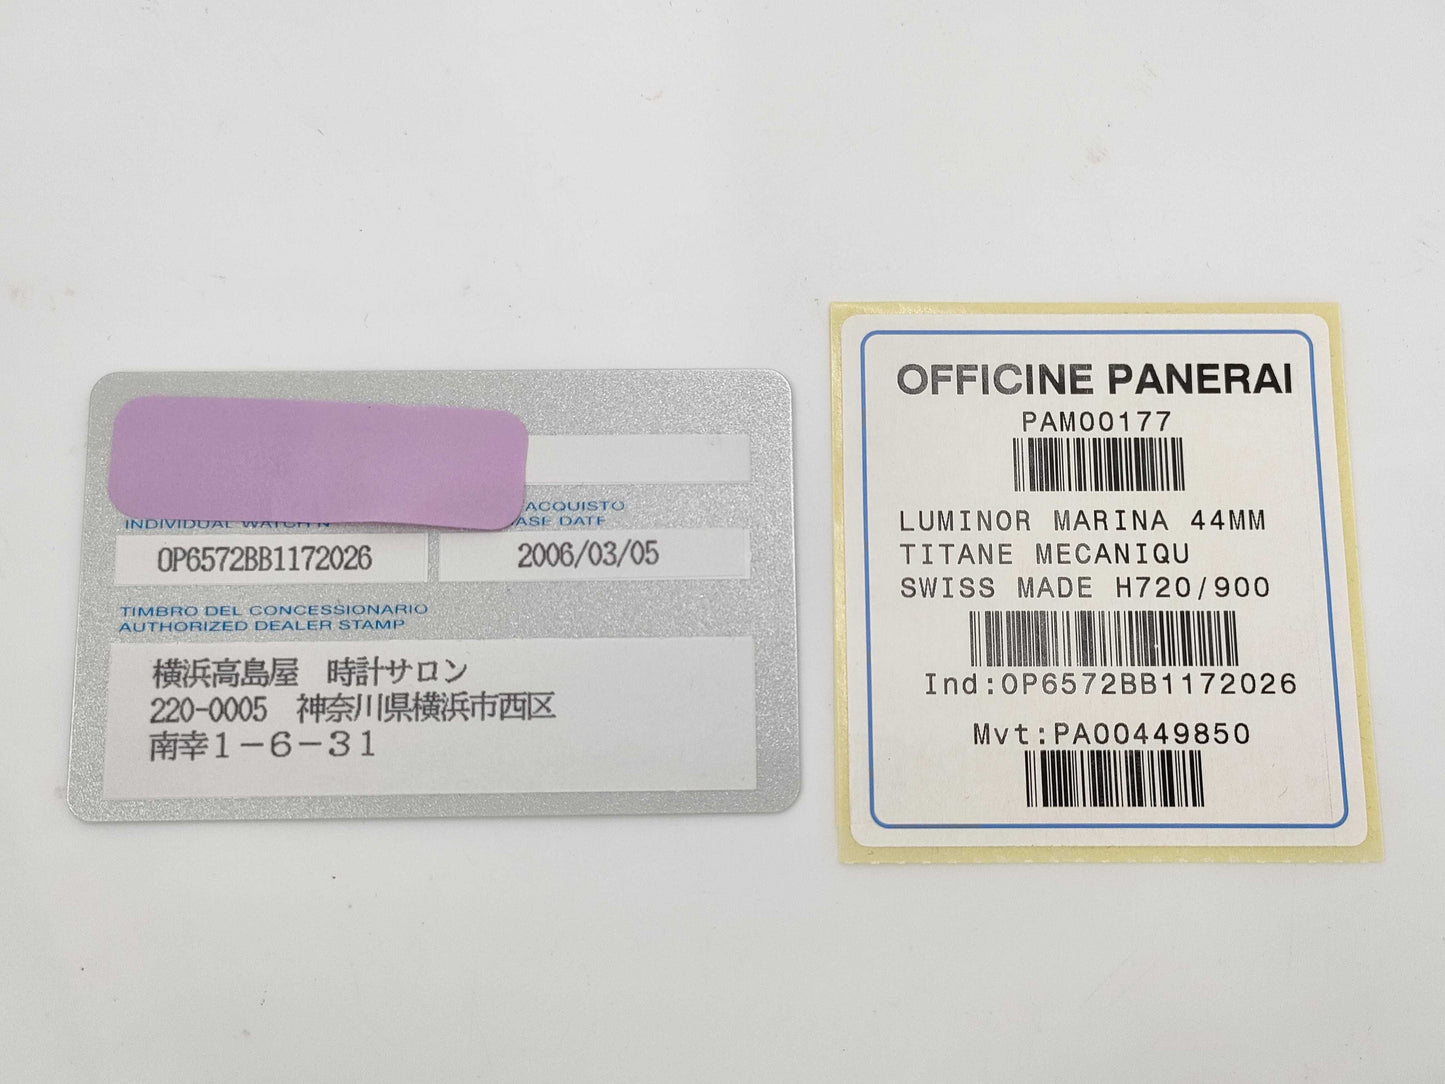 INDIVIDUAL WATCH N
ACQUISTO
ASE DATE
OP6572BB1172026
2006/03/05
TIMBRO DEL CONCESSIONARIO
AUTHORIZED DEALER STAMP
横浜高島屋　時計サロン
220-0005　神奈川県横浜市西区
南幸１－６－３１
OFFICINE PANERAI
PAM00177
LUMINOR MARINA 44MM
TITANE MECANIQU
SWISS MADE H720/900
Ind:OP6572BB1172026
Mvt:PA00449850